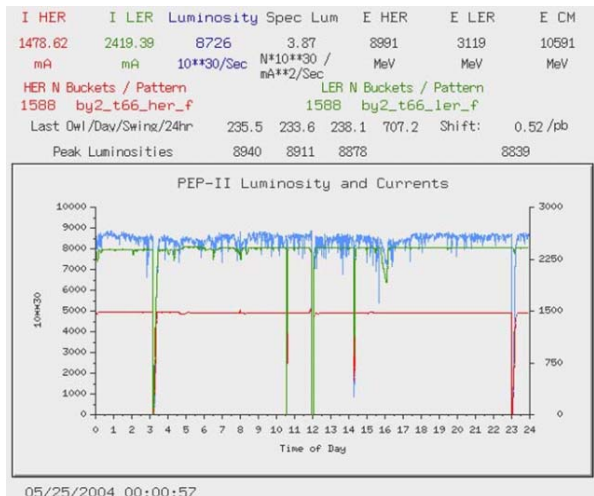 I HER I LER Luminosity Spec Lum E HER E LER E CM
1478.62 2419.39 8726 3.87 8991 3119 10591
mA mA 10**30/Sec N*10**30 / mA**2/Sec MeV MeV MeV
HER N Buckets / Pattern LER N Buckets / Pattern
1588 by2_t66_her_f 1588 by2_t66_ler_f
Last Owl/Day/Swing/24hr 235.5 233.6 238.1 707.2 Shift: 0.52 /pb
Peak Luminosities 8940 8911 8878 8839
PEP-II Luminosity and Currents
10000 3000
9000
8000
7000 2250
6000
5000 1500
4000
3000
2000 750
1000
0 0
10**30
0 1 2 3 4 5 6 7 8 9 10 11 12 13 14 15 16 17 18 19 20 21 22 23 24
Time of Day
05/25/2004 00:00:57